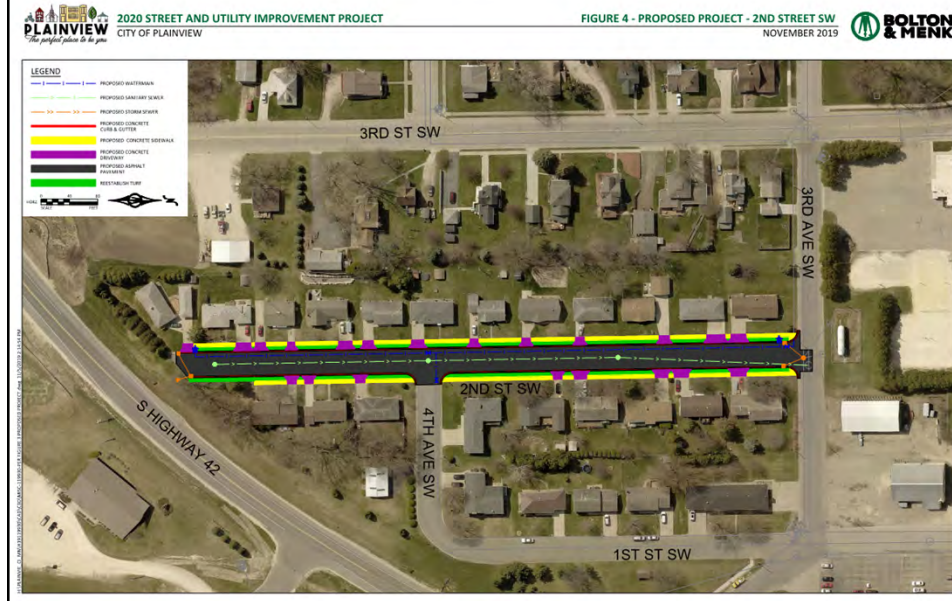 PLAINVIEW
The perfect place to be you
2020 STREET AND UTILITY IMPROVEMENT PROJECT
CITY OF PLAINVIEW
FIGURE 4 - PROPOSED PROJECT - 2ND STREET SW
NOVEMBER 2019
BOLTON
& MENK
LEGEND
PROPOSED WATERMAIN
PROPOSED SANITARY SEWER
PROPOSED STORM SEWER
PROPOSED CONCRETE
CURB & GUTTER
PROPOSED CONCRETE SIDEWALK
PROPOSED CONCRETE
DRIVEWAY
PROPOSED ASPHALT
PAVEMENT
REESTABLISH TURF
SCALE
FEET
3RD ST SW
3RD AVE SW
2ND ST SW
4TH AVE SW
S HIGHWAY 42
1ST ST SW